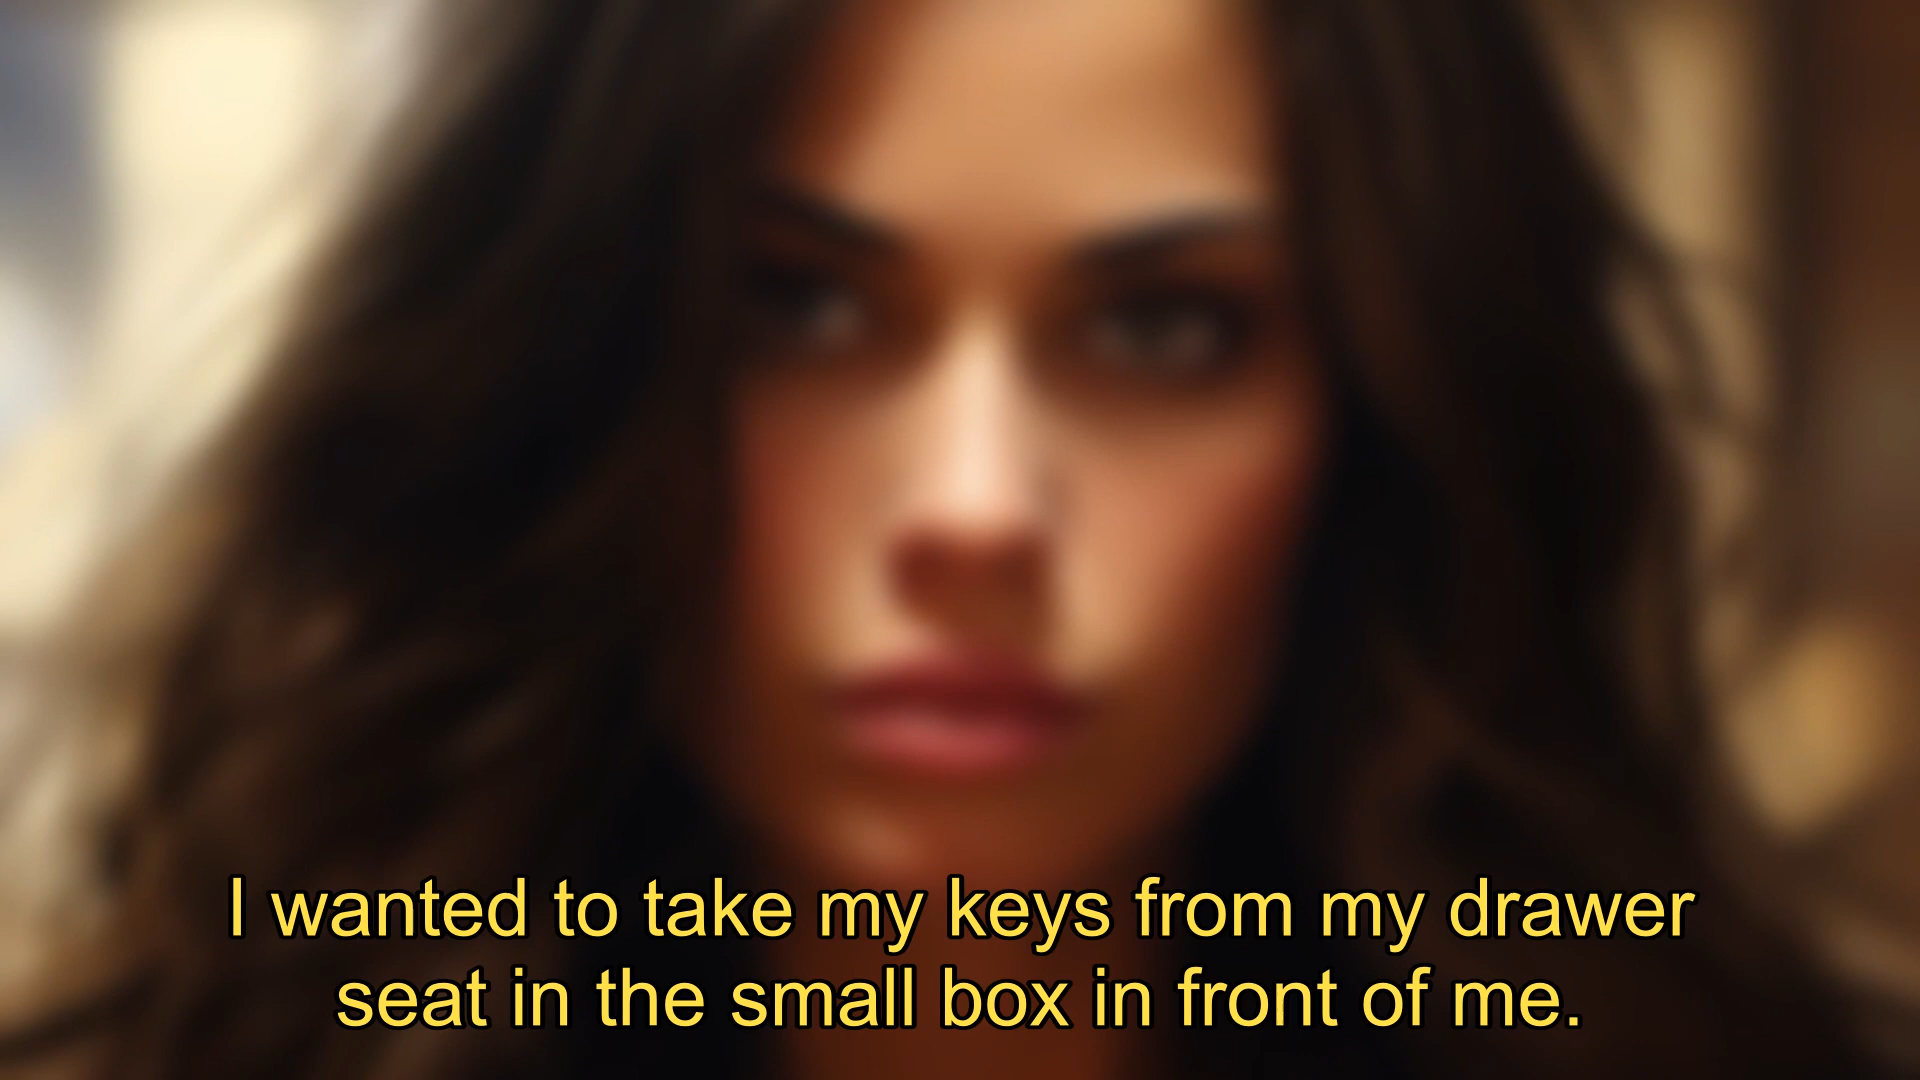 I wanted to take my keys from my drawer
seat in the small box in front of me.